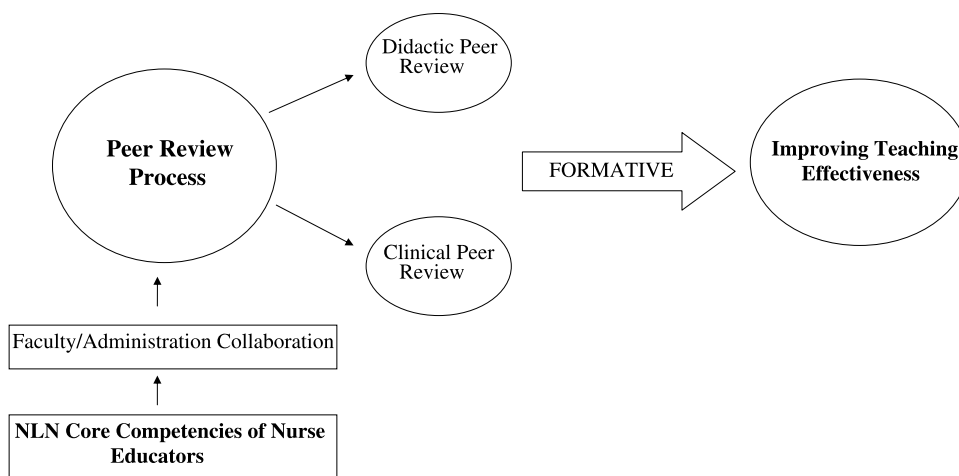 Didactic Peer
Review
Peer Review
Process
FORMATIVE
Improving Teaching
Effectiveness
Clinical Peer
Review
Faculty/Administration Collaboration
NLN Core Competencies of Nurse
Educators